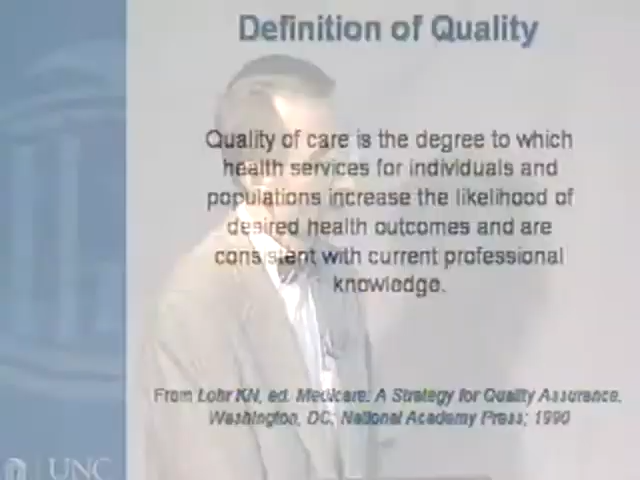 Definition of Quality
Quality of care is the degree to which
health services for individuals and
populations increase the likelihood of
desired health outcomes and are
consistent with current professional
knowledge.
From Lohr KN, ed. Medicare: A Strategy for Quality Assurance,
Washington, DC; National Academy Press; 1990
UNC